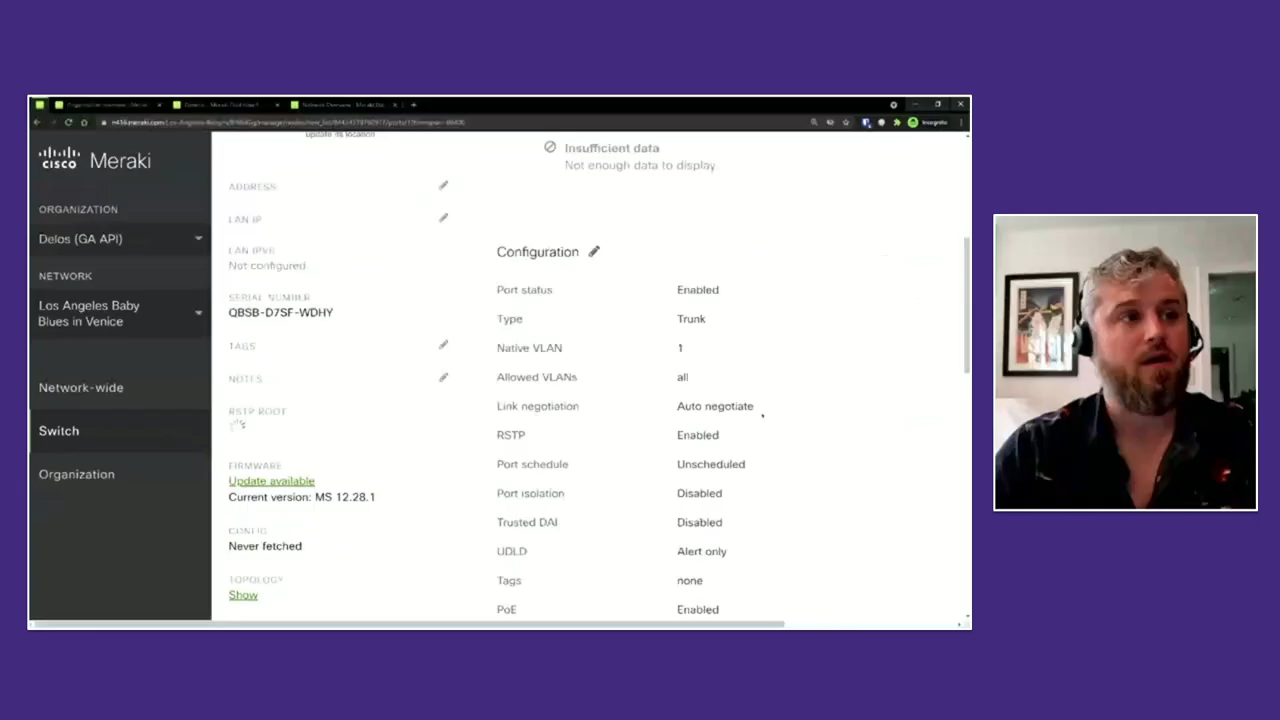 update its location
Insufficient data
Not enough data to display
CISCO Meraki
ORGANIZATION
Delos (GA API)
NETWORK
Los Angeles Baby
Blues in Venice
Network-wide
Switch
Organization
ADDRESS
LAN IP
LAN IPV6
Not configured
SERIAL NUMBER
QBSB-D7SF-WDHY
TAGS
NOTES
RSTP ROOT
FIRMWARE
Update available
Current version: MS 12.28.1
CONFIG
Never fetched
TOPOLOGY
Show
Configuration
Port status Enabled
Type Trunk
Native VLAN 1
Allowed VLANs all
Link negotiation Auto negotiate
RSTP Enabled
Port schedule Unscheduled
Port isolation Disabled
Trusted DAI Disabled
UDLD Alert only
Tags none
PoE Enabled